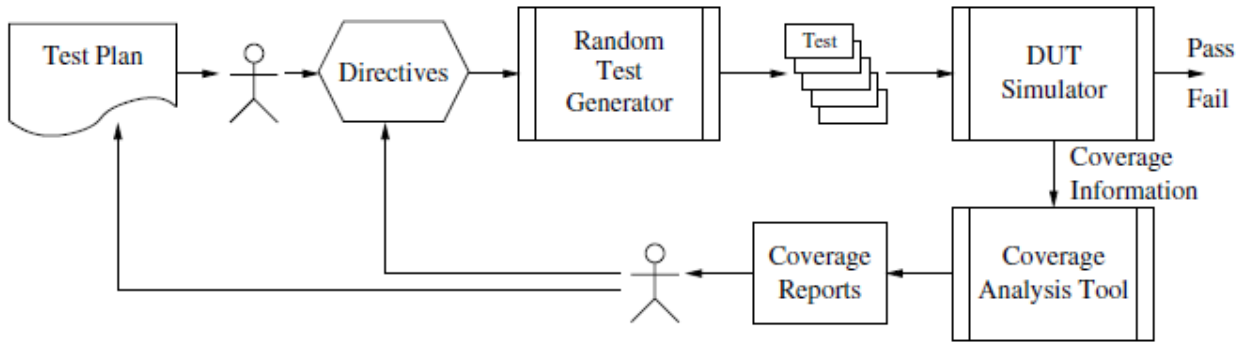 Test Plan
Directives
Random
Test
Generator
Test
DUT
Simulator
Pass
Fail
Coverage
Information
Coverage
Reports
Coverage
Analysis Tool